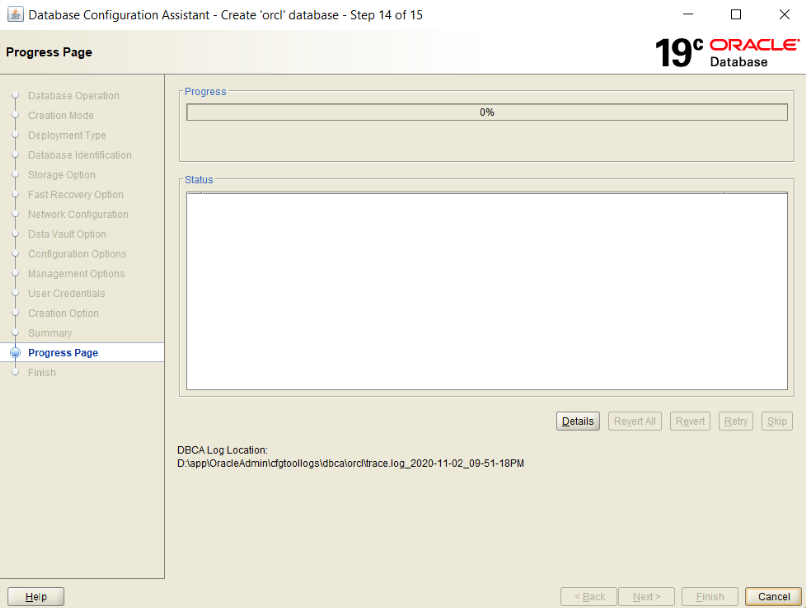 Database Configuration Assistant - Create 'orcl' database - Step 14 of 15
Progress Page
19c ORACLE
Database
Database Operation
Creation Mode
Deployment Type
Database Identification
Storage Option
Fast Recovery Option
Network Configuration
Data Vault Option
Configuration Options
Management Options
User Credentials
Creation Option
Summary
Progress Page
Finish
Progress
0%
Status
Details
Revert All
Revert
Retry
Skip
DBCA Log Location:
D:\app\OracleAdmin\cfgtoollogs\dbca\orcl\trace.log_2020-11-02_09-51-18PM
Help
< Back
Next >
Finish
Cancel